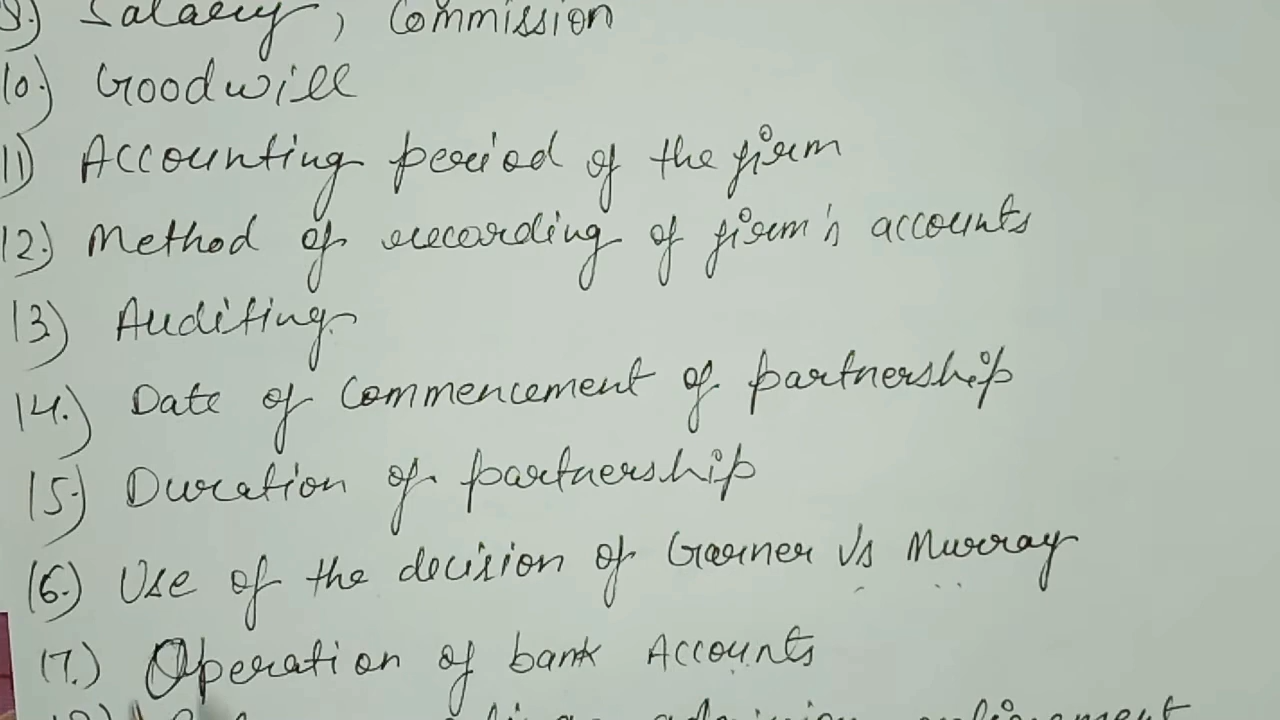 9.) Salary, Commission
10.) Goodwill
11) Accounting period of the firm
12.) Method of recording of firm's accounts
13.) Auditing
14.) Date of Commencement of partnership
15.) Duration of partnership
16.) Use of the decision of Garner Vs Murray
17.) Operation of bank Accounts